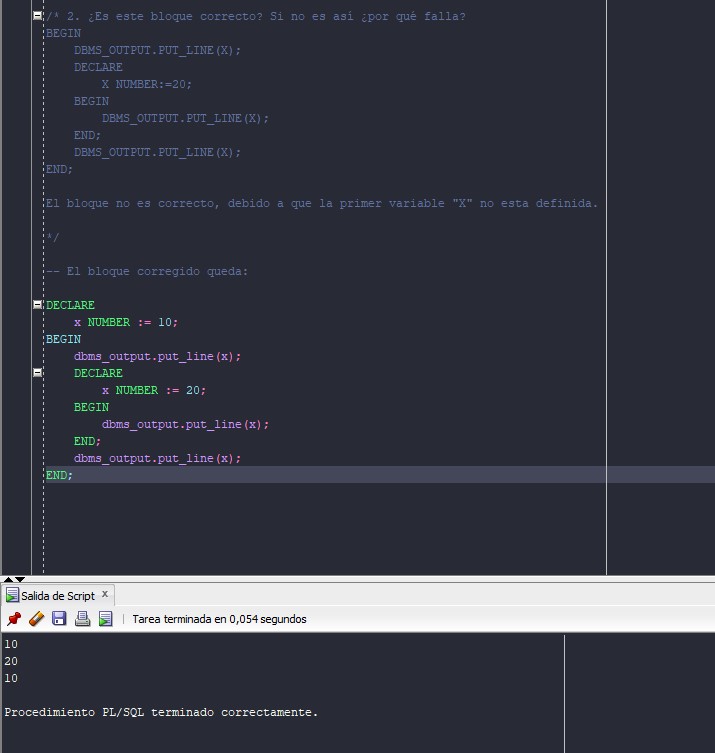 /* 2. ¿Es este bloque correcto? Si no es así ¿por qué falla?
BEGIN
    DBMS_OUTPUT.PUT_LINE(X);
    DECLARE
        X NUMBER:=20;
    BEGIN
        DBMS_OUTPUT.PUT_LINE(X);
    END;
    DBMS_OUTPUT.PUT_LINE(X);
END;
El bloque no es correcto, debido a que la primer variable "X" no esta definida.
*/
-- El bloque corregido queda:
DECLARE
    x NUMBER := 10;
BEGIN
    dbms_output.put_line(x);
    DECLARE
        x NUMBER := 20;
    BEGIN
        dbms_output.put_line(x);
    END;
    dbms_output.put_line(x);
END;
Salida de Script x
Tarea terminada en 0,054 segundos
10
20
10
Procedimiento PL/SQL terminado correctamente.